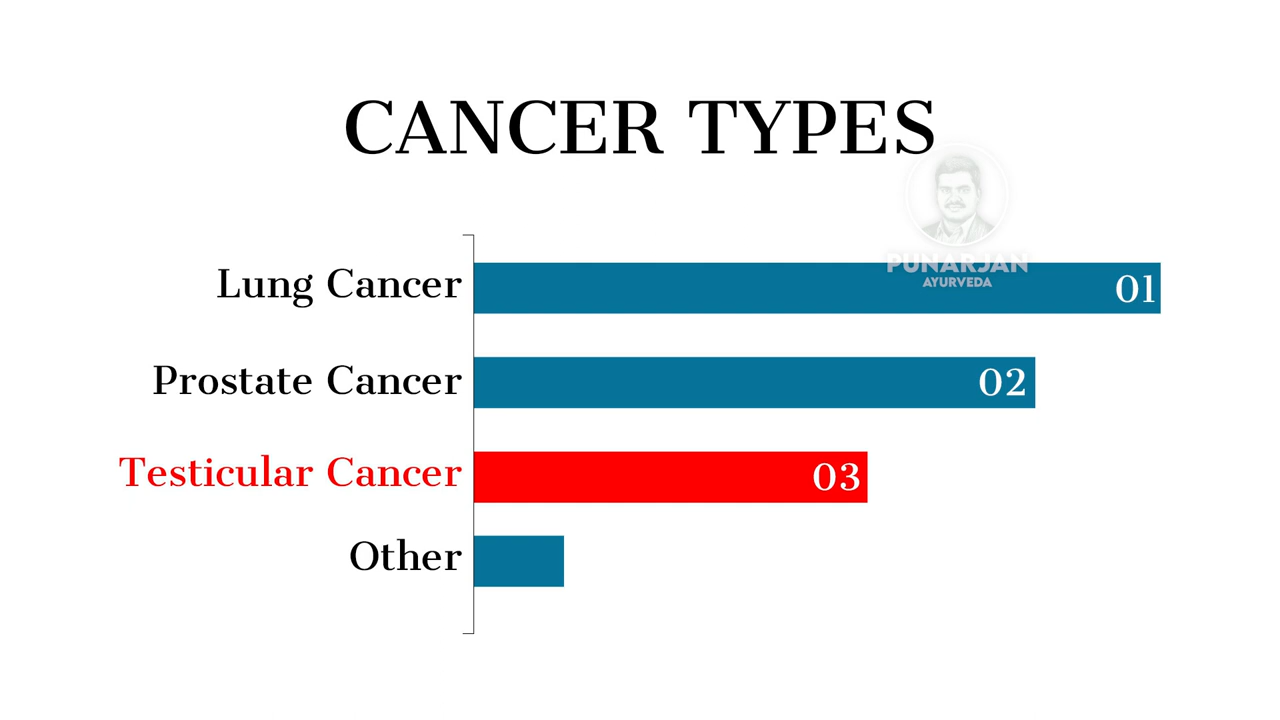 CANCER TYPES
PUNARJAN
AYURVEDA
Lung Cancer
01
Prostate Cancer
02
Testicular Cancer
03
Other